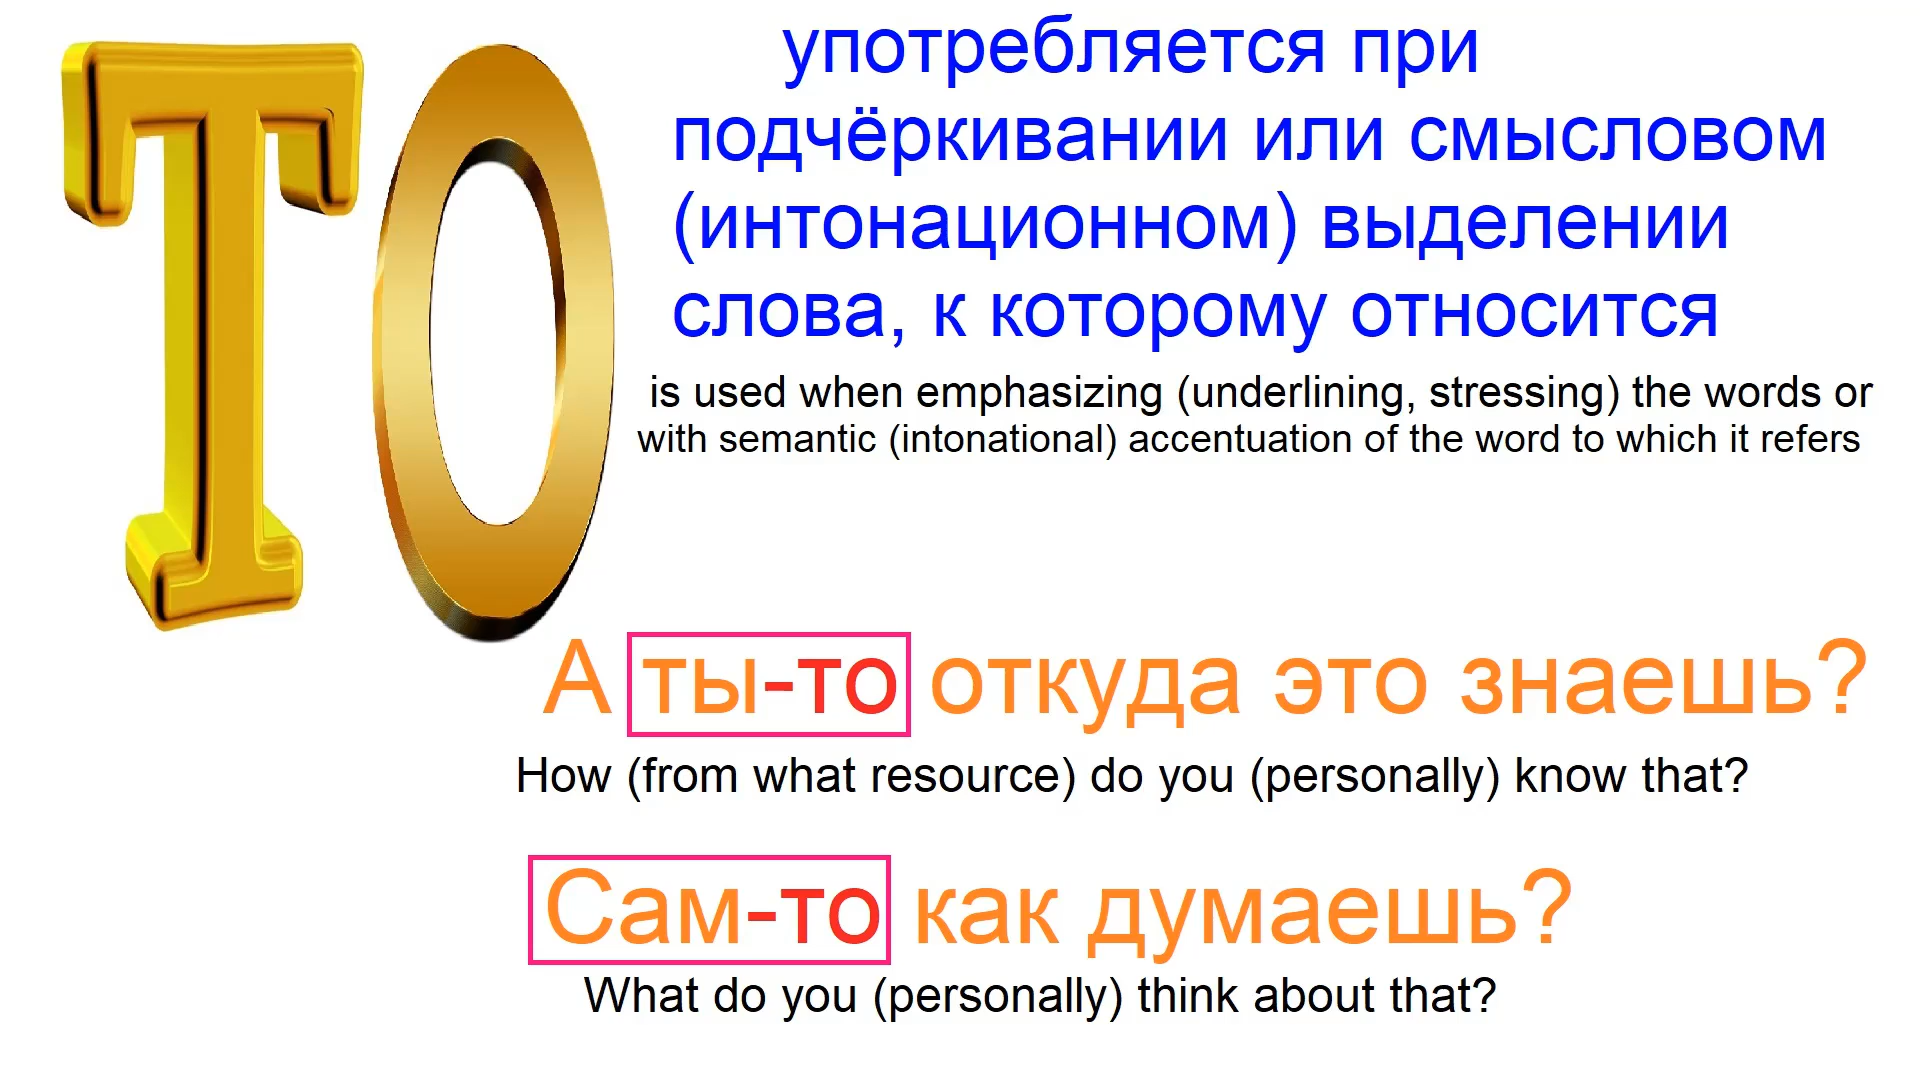 ТО
употребляется при
подчёркивании или смысловом
(интонационном) выделении
слова, к которому относится
is used when emphasizing (underlining, stressing) the words or
with semantic (intonational) accentuation of the word to which it refers
А ты-то откуда это знаешь?
How (from what resource) do you (personally) know that?
Сам-то как думаешь?
What do you (personally) think about that?